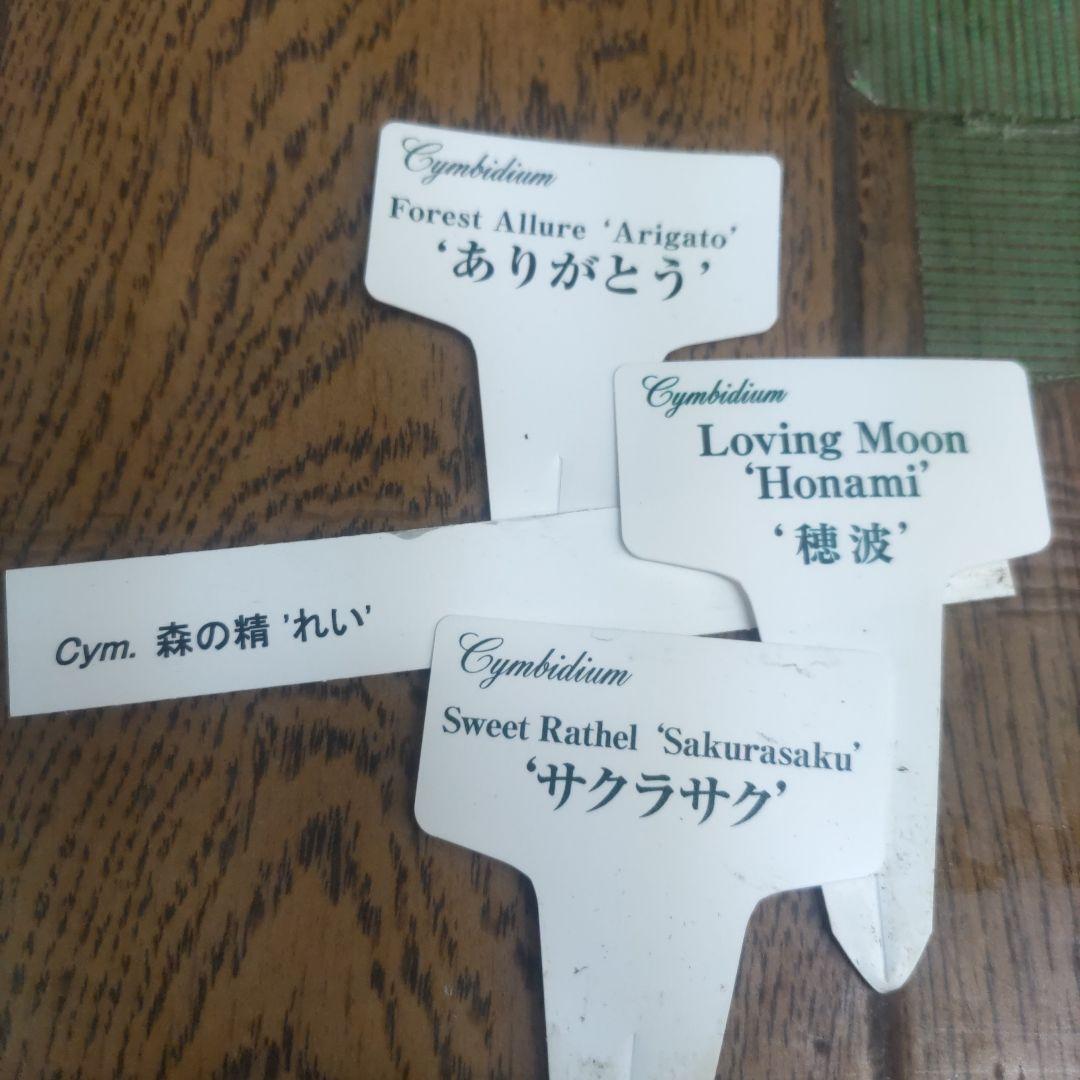 Cymbidium
Forest Allure ‘Arigato’
‘ありがとう’
Cymbidium
Loving Moon
‘Honami’
‘穂波’
Cym. 森の精 'れい'
Cymbidium
Sweet Rathel ‘Sakurasaku’
‘サクラサク’